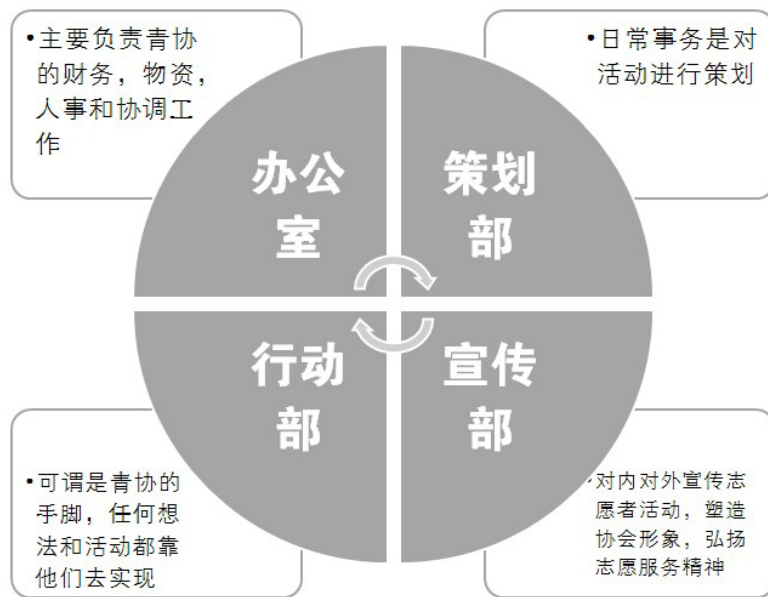 •主要负责青协
的财务，物资，
人事和协调工
作
•日常事务是对
活动进行策划
办公
室
策划
部
行动
部
宣传
部
•可谓是青协的
手脚，任何想
法和活动都靠
他们去实现
•对内对外宣传志
愿者活动，塑造
协会形象，弘扬
志愿服务精神